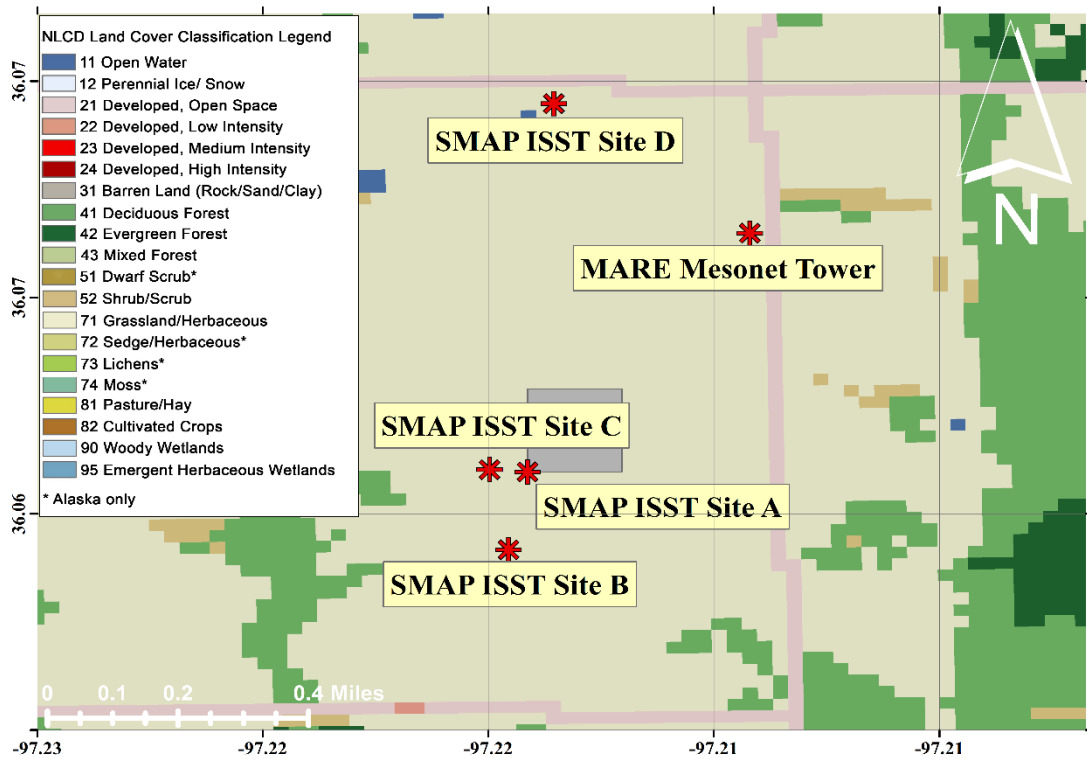 NLCD Land Cover Classification Legend
11 Open Water
12 Perennial Ice/ Snow
21 Developed, Open Space
22 Developed, Low Intensity
23 Developed, Medium Intensity
24 Developed, High Intensity
31 Barren Land (Rock/Sand/Clay)
41 Deciduous Forest
42 Evergreen Forest
43 Mixed Forest
51 Dwarf Scrub*
52 Shrub/Scrub
71 Grassland/Herbaceous
72 Sedge/Herbaceous*
73 Lichens*
74 Moss*
81 Pasture/Hay
82 Cultivated Crops
90 Woody Wetlands
95 Emergent Herbaceous Wetlands
* Alaska only
SMAP ISST Site D
MARE Mesonet Tower
SMAP ISST Site C
SMAP ISST Site A
SMAP ISST Site B
N
36.07
36.07
36.06
0 0.1 0.2 0.4 Miles
-97.23 -97.22 -97.22 -97.21 -97.21